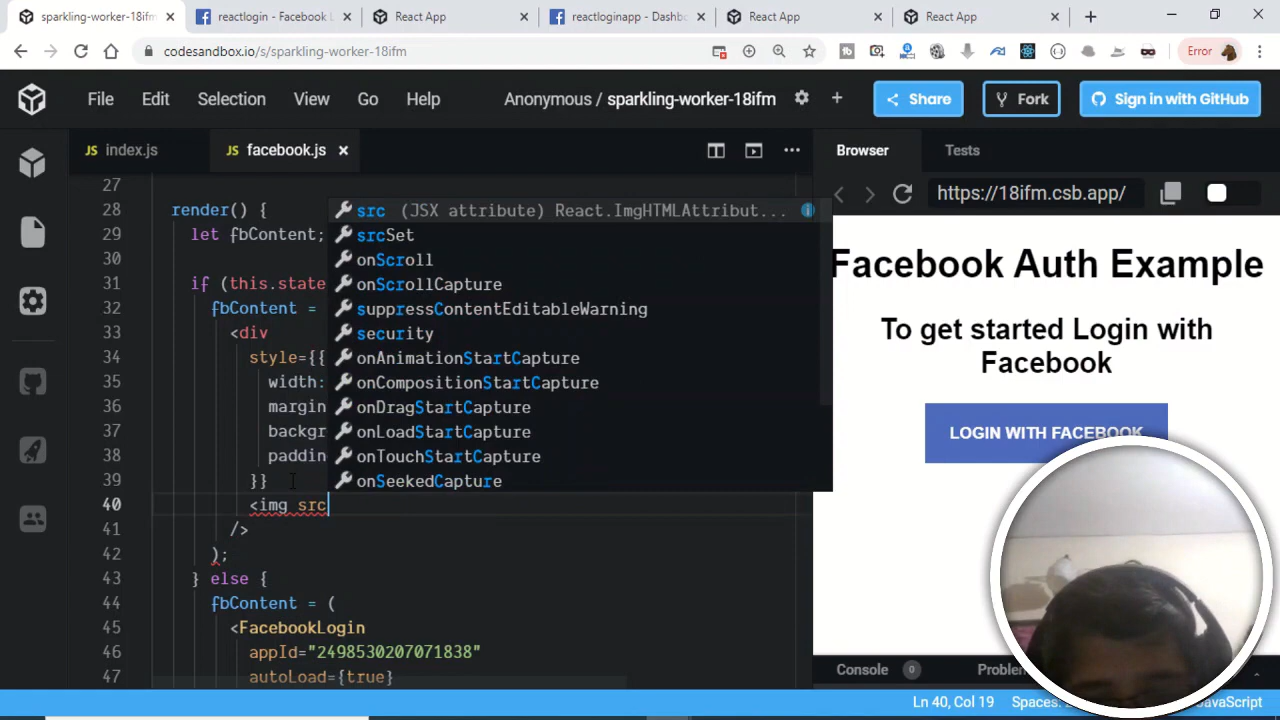 sparkling-worker-18ifm
reactlogin - Facebook
React App
reactloginapp - Dashb
React App
React App
codesandbox.io/s/sparkling-worker-18ifm
Error
File Edit Selection View Go Help
Anonymous / sparkling-worker-18ifm
Share
Fork
Sign in with GitHub
JS index.js
JS facebook.js
Browser
Tests
https://18ifm.csb.app/
27
28 render() {
29 let fbContent;
30
31 if (this.state
32 fbContent =
33 <div
34 style={{
35 width:
36 margin
37 backgr
38 paddin
39 }}
40 <img src
41 />
42 );
43 } else {
44 fbContent = (
45 <FacebookLogin
46 appId="2498530207071838"
47 autoLoad={true}
src (JSX attribute) React.ImgHTMLAttribut...
srcSet
onScroll
onScrollCapture
suppressContentEditableWarning
security
onAnimationStartCapture
onCompositionStartCapture
onDragStartCapture
onLoadStartCapture
onTouchStartCapture
onSeekedCapture
Facebook Auth Example
To get started Login with
Facebook
LOGIN WITH FACEBOOK
Console 0
Ln 40, Col 19
Spaces: